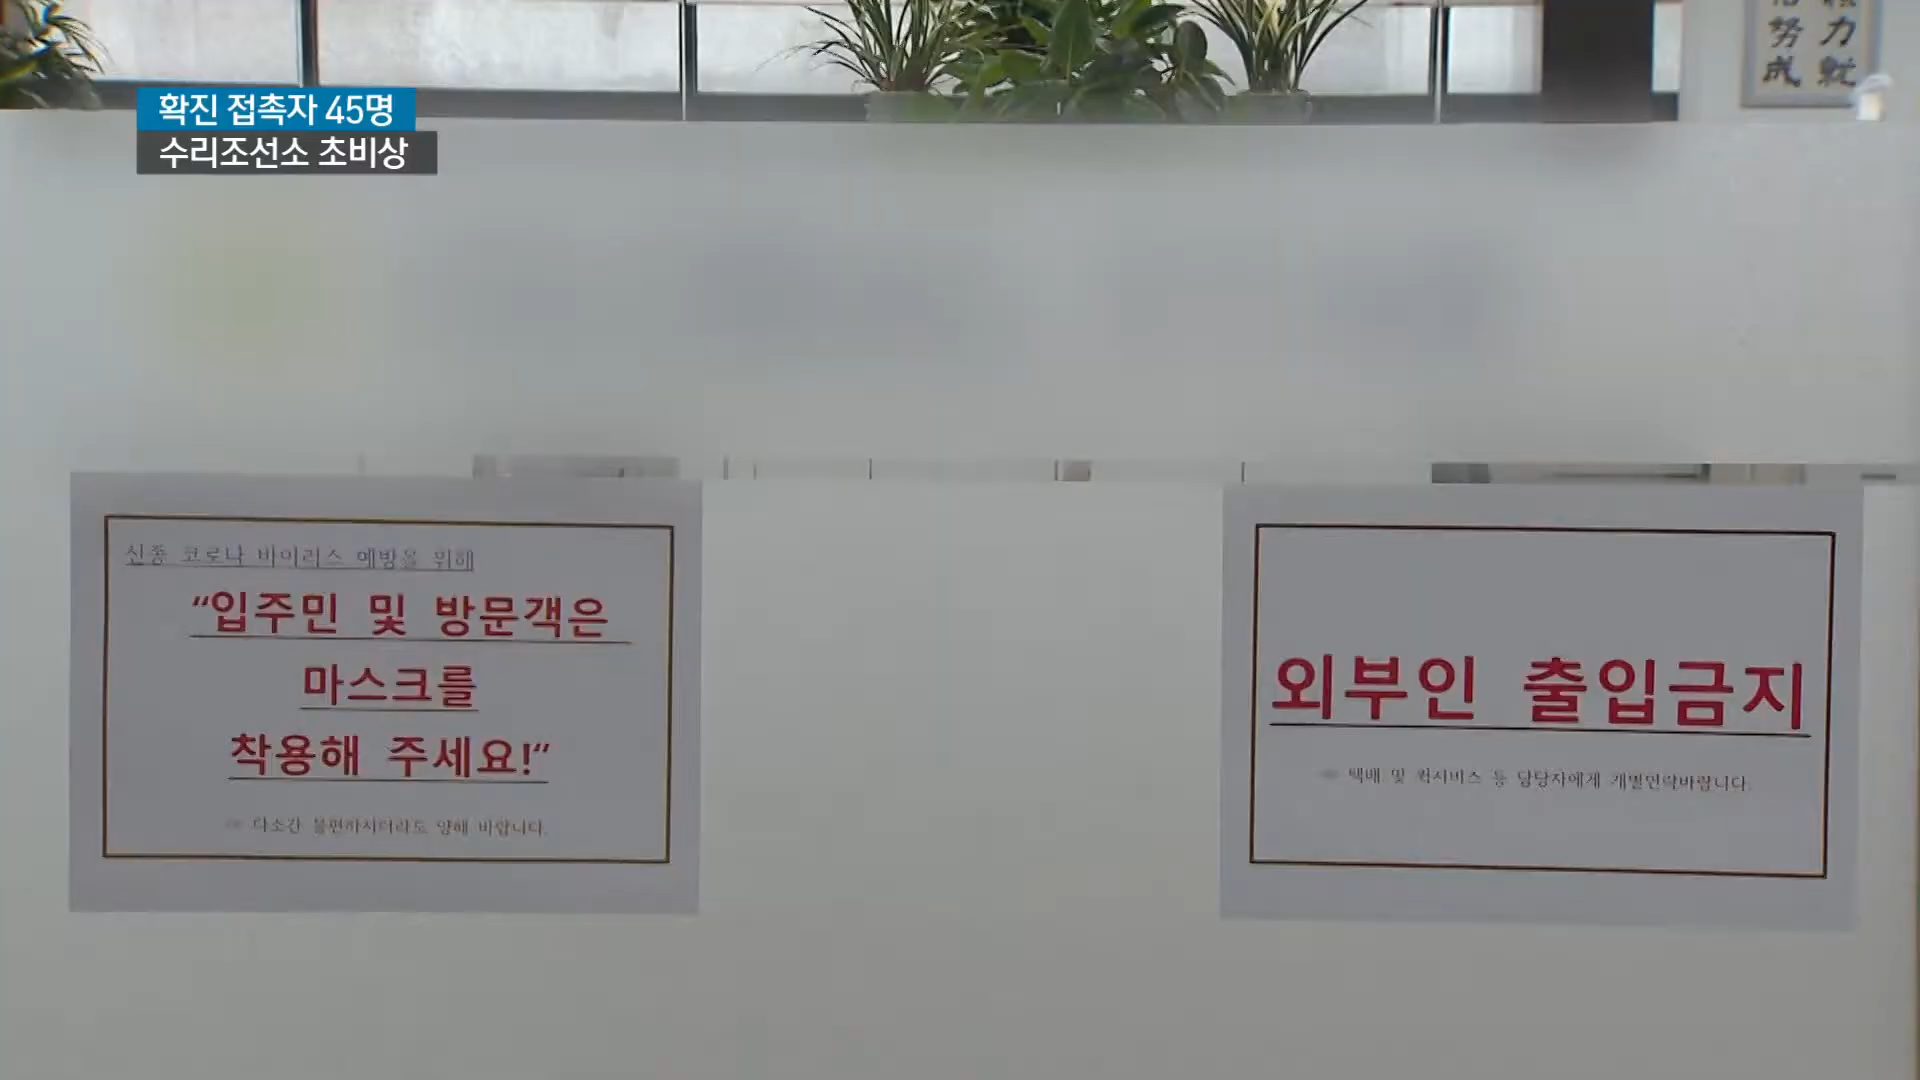 확진 접촉자 45명
수리조선소 초비상
力
努
就
成
신종 코로나 바이러스 예방을 위해
“입주민 및 방문객은
마스크를
착용해 주세요!“
다소간 불편하시더라도 양해 바랍니다.
외부인 출입금지
택배 및 퀵서비스 등 담당자에게 개별연락바랍니다.